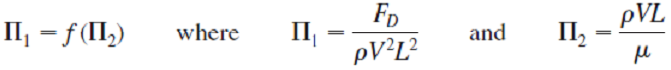 Π₁ = f(Π₂) where Π₁ = F_D / ρV²L² and Π₂ = ρVL / μ